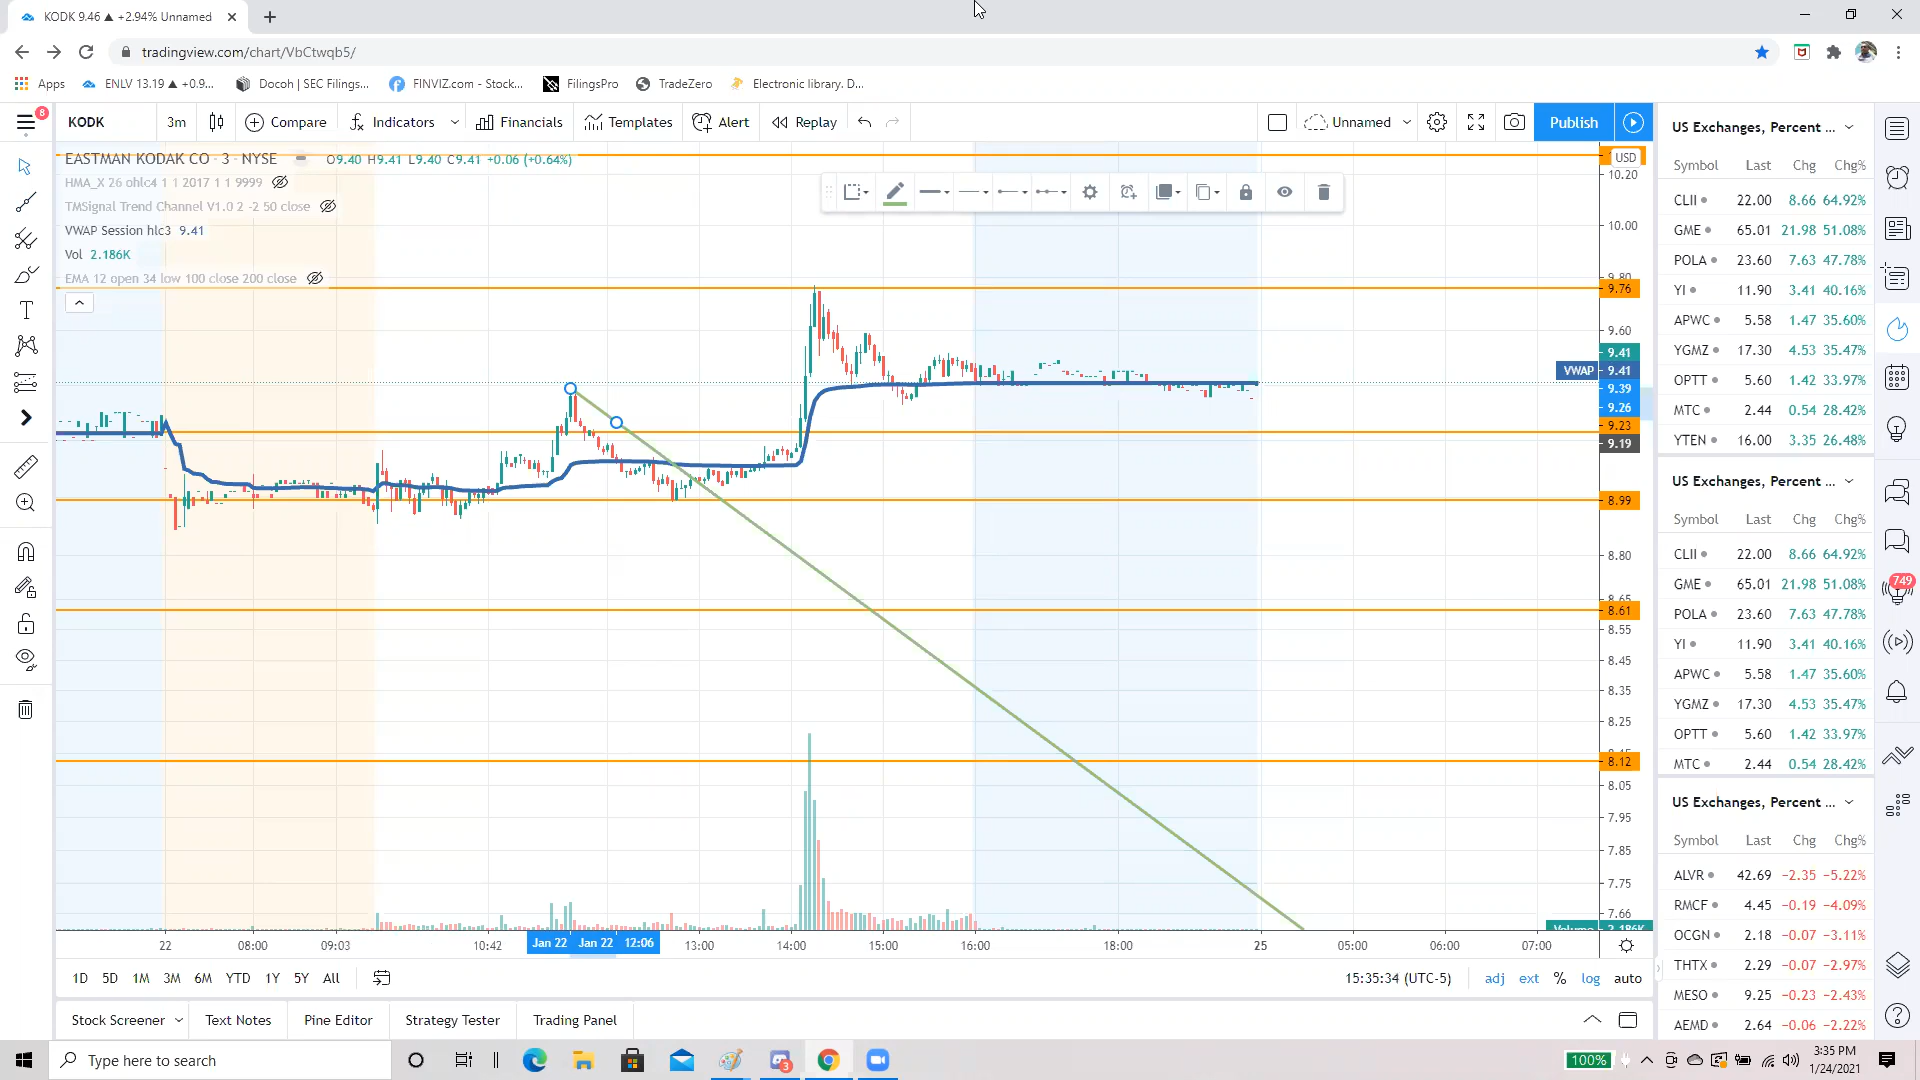 KODK 9.46 ▲ +2.94% Unnamed
tradingview.com/chart/VbCtwqb5/
Apps
ENLV 13.19 ▲ +0.9...
Docoh | SEC Filings...
FINVIZ.com - Stock...
FilingsPro
TradeZero
Electronic library. D...
8
KODK
3m
Compare
Indicators
Financials
Templates
Alert
Replay
Unnamed
Publish
EASTMAN KODAK CO · 3 · NYSE
O9.40 H9.41 L9.40 C9.41 +0.06 (+0.64%)
HMA_X 26 ohlc4 1 1 2017 1 1 9999
TMSignal Trend Channel V1.0 2 -2 50 close
VWAP Session hlc3 9.41
Vol 2.186K
EMA 12 open 34 low 100 close 200 close
USD
10.20
10.00
9.80
9.76
9.60
9.41
VWAP 9.41
9.39
9.26
9.23
9.19
8.99
8.80
8.65
8.61
8.55
8.45
8.35
8.25
8.15
8.12
8.05
7.95
7.85
7.75
7.66
Volume 2.186K
22 08:00 09:03 10:42 Jan 22 Jan 22 12:06 13:00 14:00 15:00 16:00 18:00 25 05:00 06:00 07:00
1D 5D 1M 3M 6M YTD 1Y 5Y All
15:35:34 (UTC-5)
adj ext % log auto
Stock Screener
Text Notes
Pine Editor
Strategy Tester
Trading Panel
US Exchanges, Percent ...
Symbol Last Chg Chg%
CLII 22.00 8.66 64.92%
GME 65.01 21.98 51.08%
POLA 23.60 7.63 47.78%
YI 11.90 3.41 40.16%
APWC 5.58 1.47 35.60%
YGMZ 17.30 4.53 35.47%
OPTT 5.60 1.42 33.97%
MTC 2.44 0.54 28.42%
YTEN 16.00 3.35 26.48%
US Exchanges, Percent ...
Symbol Last Chg Chg%
CLII 22.00 8.66 64.92%
GME 65.01 21.98 51.08%
POLA 23.60 7.63 47.78%
YI 11.90 3.41 40.16%
APWC 5.58 1.47 35.60%
YGMZ 17.30 4.53 35.47%
OPTT 5.60 1.42 33.97%
MTC 2.44 0.54 28.42%
US Exchanges, Percent ...
Symbol Last Chg Chg%
ALVR 42.69 −2.35 −5.22%
RMCF 4.45 −0.19 −4.09%
OCGN 2.18 −0.07 −3.11%
THTX 2.29 −0.07 −2.97%
MESO 9.25 −0.23 −2.43%
AEMD 2.64 −0.06 −2.22%
749
Type here to search
3
100%
3:35 PM
1/24/2021